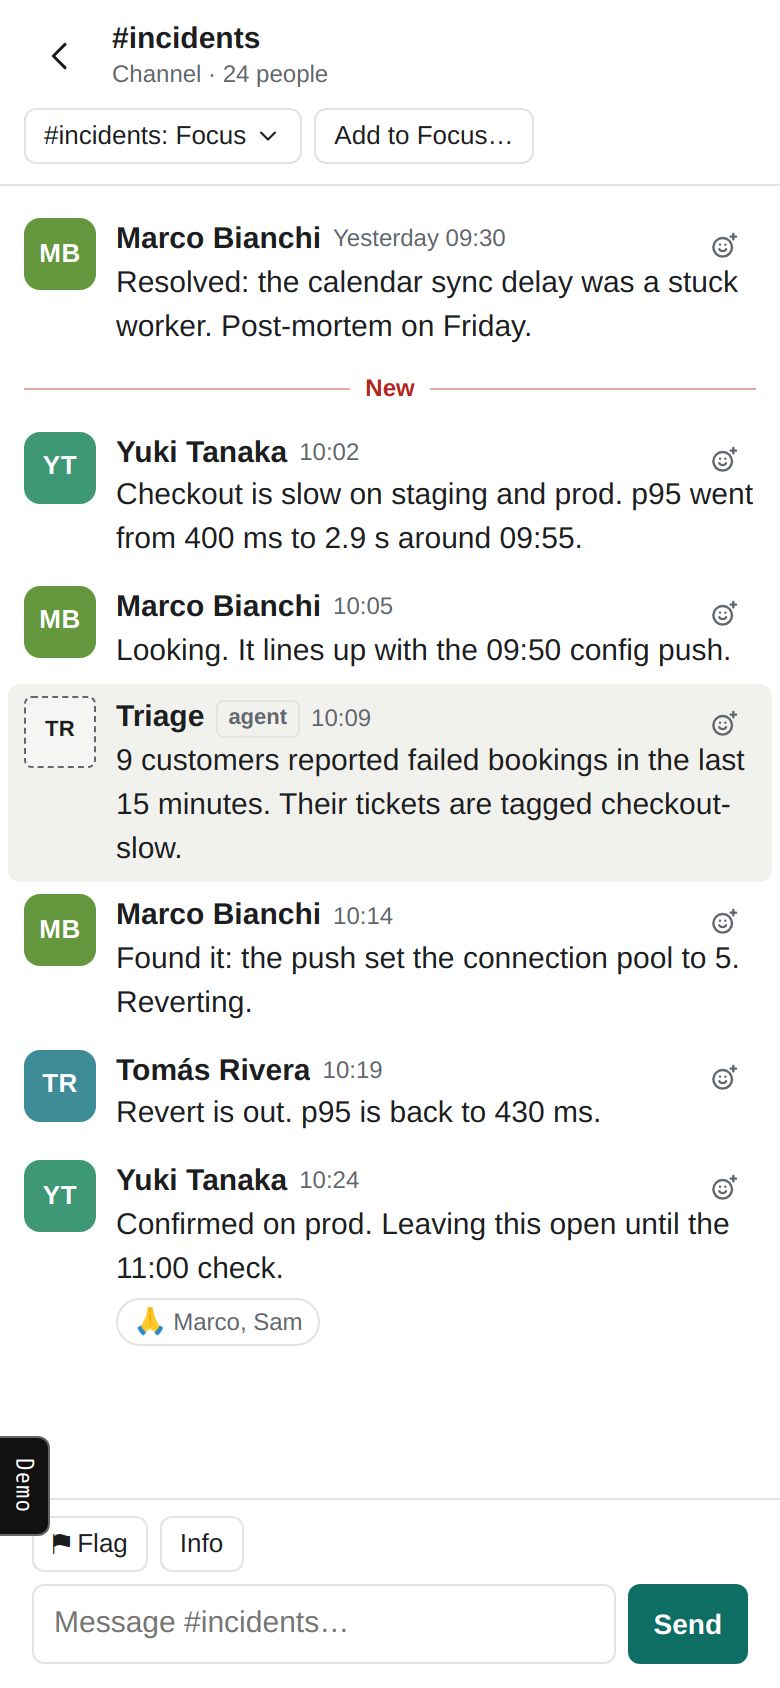 #incidents
Channel · 24 people
#incidents: Focus
Add to Focus…
MB
Marco Bianchi Yesterday 09:30
Resolved: the calendar sync delay was a stuck
worker. Post-mortem on Friday.
New
YT
Yuki Tanaka 10:02
Checkout is slow on staging and prod. p95 went
from 400 ms to 2.9 s around 09:55.
MB
Marco Bianchi 10:05
Looking. It lines up with the 09:50 config push.
TR
Triage agent 10:09
9 customers reported failed bookings in the last
15 minutes. Their tickets are tagged checkout-
slow.
MB
Marco Bianchi 10:14
Found it: the push set the connection pool to 5.
Reverting.
TR
Tomás Rivera 10:19
Revert is out. p95 is back to 430 ms.
YT
Yuki Tanaka 10:24
Confirmed on prod. Leaving this open until the
11:00 check.
🙏 Marco, Sam
Demo
Flag
Info
Message #incidents…
Send